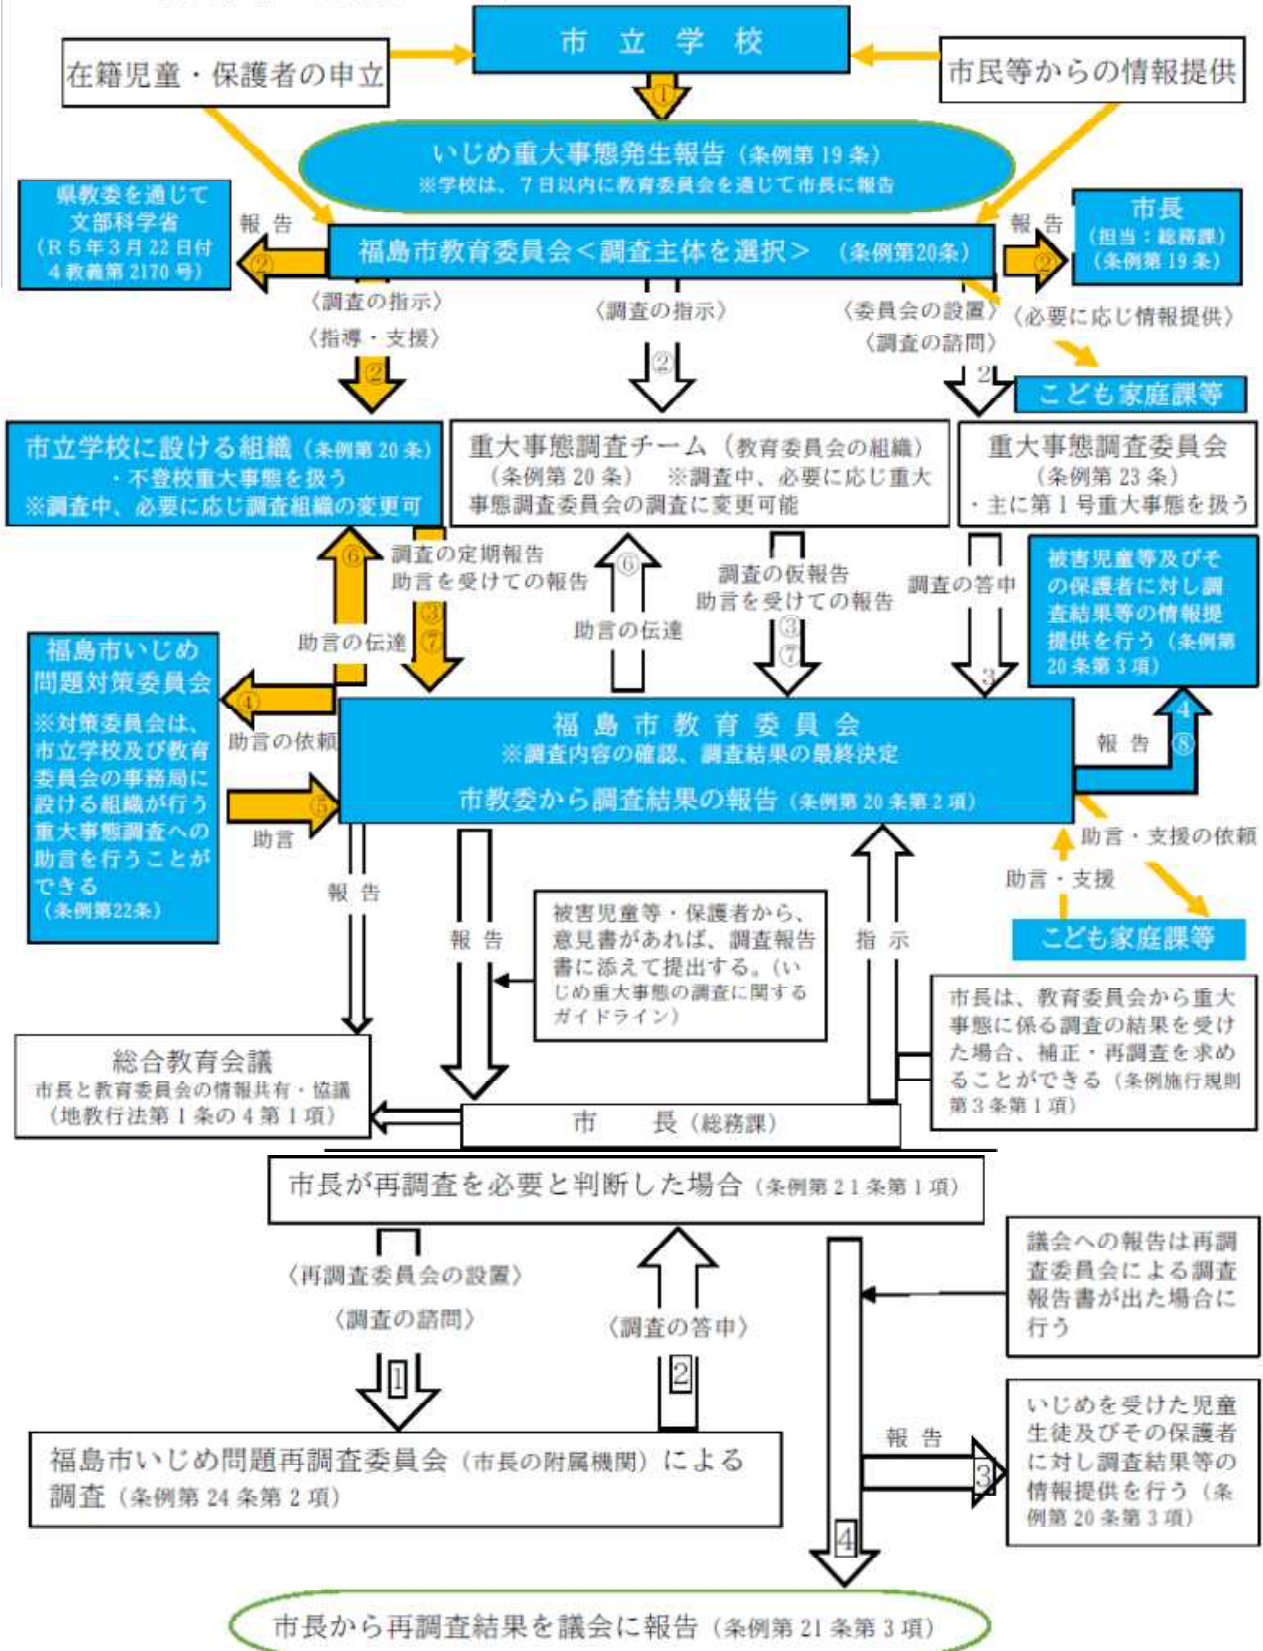 市 立 学 校
在籍児童・保護者の申立
市民等からの情報提供
①
いじめ重大事態発生報告（条例第19条）
※学校は、７日以内に教育委員会を通じて市長に報告
県教委を通じて
文部科学省
（Ｒ５年３月22日付
４教義第2170号）
報 告
②
福島市教育委員会＜調査主体を選択＞ （条例第20条）
報 告
②
市長
（担当：総務課）
（条例第19条）
〈調査の指示〉
〈指導・支援〉
②
〈調査の指示〉
②
〈委員会の設置〉
〈調査の諮問〉
2
〈必要に応じ情報提供〉
こども家庭課等
市立学校に設ける組織（条例第20条）
・不登校重大事態を扱う
※調査中、必要に応じ調査組織の変更可
重大事態調査チーム（教育委員会の組織）
（条例第20条） ※調査中、必要に応じ重大
事態調査委員会の調査に変更可能
重大事態調査委員会
（条例第23条）
・主に第１号重大事態を扱う
⑥
助言の伝達
調査の定期報告
助言を受けての報告
③
⑦
⑥
助言の伝達
調査の仮報告
助言を受けての報告
③
⑦
調査の答申
3
被害児童等及びそ
の保護者に対し調
査結果等の情報提
提供を行う（条例第
20条第３項）
福島市いじめ
問題対策委員会
※対策委員会は、
市立学校及び教育
委員会の事務局に
設ける組織が行う
重大事態調査への
助言を行うことが
できる
（条例第22条）
④
助言の依頼
⑤
助言
福 島 市 教 育 委 員 会
※調査内容の確認、調査結果の最終決定
市教委から調査結果の報告（条例第20条第２項）
報 告
4
⑧
助言・支援の依頼
助言・支援
こども家庭課等
報 告
報 告
被害児童等・保護者から、
意見書があれば、調査報告
書に添えて提出する。（い
じめ重大事態の調査に関する
ガイドライン）
指 示
市長は、教育委員会から重大
事態に係る調査の結果を受け
た場合、補正・再調査を求め
ることができる（条例施行規則
第３条第１項）
総合教育会議
市長と教育委員会の情報共有・協議
（地教行法第１条の４第１項）
市 長（総務課）
市長が再調査を必要と判断した場合（条例第２１条第１項）
〈再調査委員会の設置〉
〈調査の諮問〉
1
〈調査の答申〉
2
議会への報告は再調
査委員会による調査
報告書が出た場合に
行う
報 告
3
いじめを受けた児童
生徒及びその保護者
に対し調査結果等の
情報提供を行う（条
例第20条第３項）
福島市いじめ問題再調査委員会（市長の附属機関）による
調査（条例第24条第２項）
4
市長から再調査結果を議会に報告（条例第21条第３項）